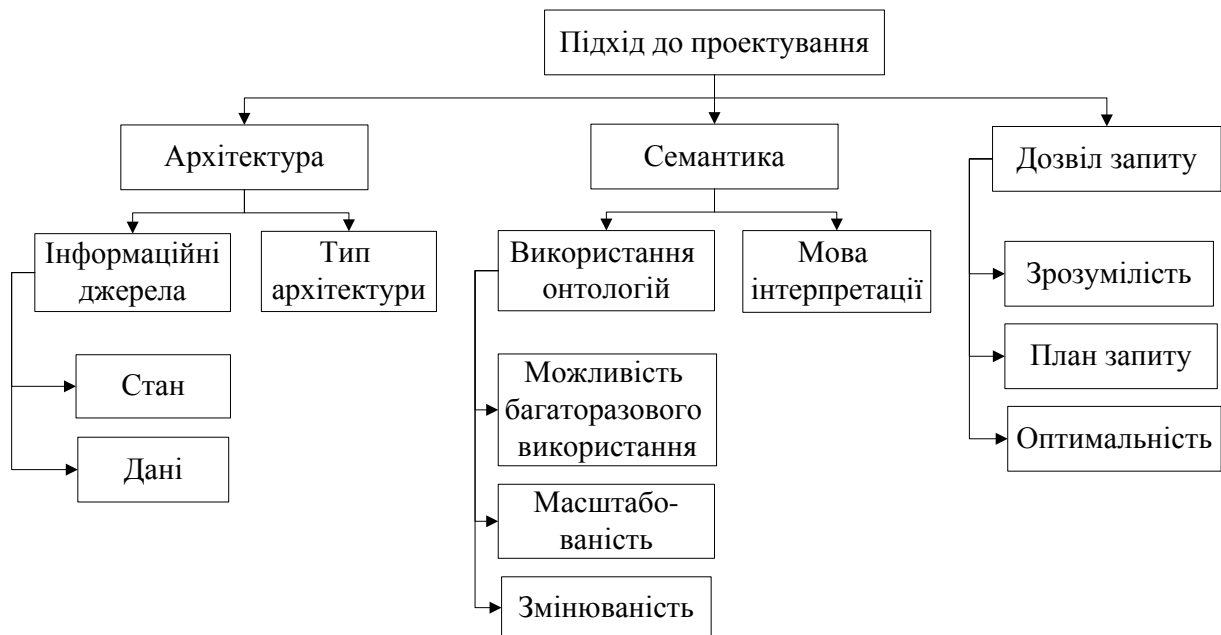 Підхід до проектування
Архітектура
Семантика
Дозвіл запиту
Інформаційні
джерела
Тип
архітектури
Використання
онтологій
Мова
інтерпретації
Зрозумілість
План запиту
Оптимальність
Стан
Дані
Можливість
багаторазового
використання
Масштабо-
ваність
Змінюваність